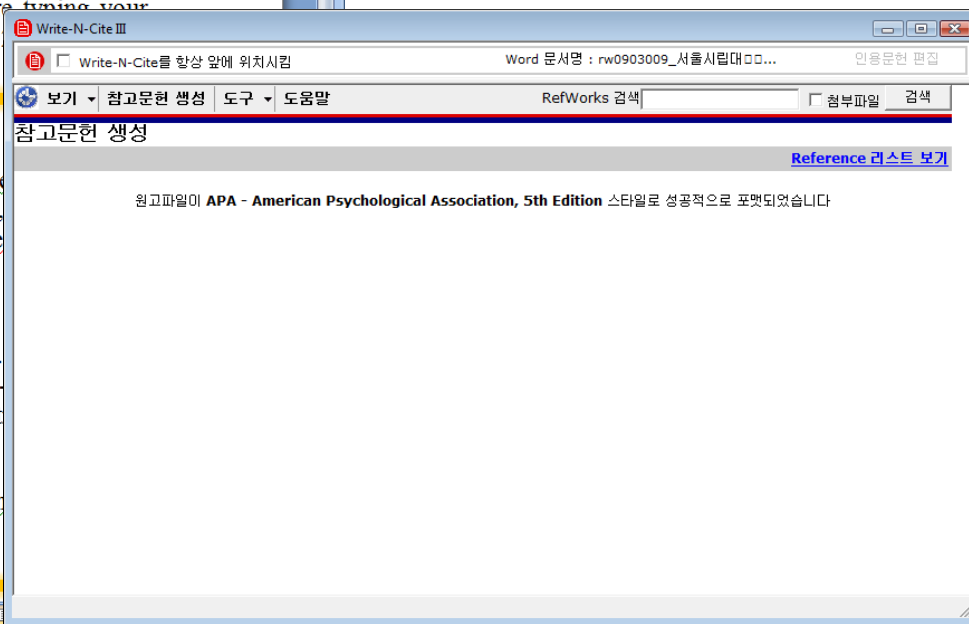 typing your
Write-N-Cite III
Write-N-Cite를 항상 앞에 위치시킴 Word 문서명 : rw0903009_서울시립대□□... 인용문헌 편집
보기 참고문헌 생성 도구 도움말 RefWorks 검색 첨부파일 검색
참고문헌 생성
Reference 리스트 보기
원고파일이 APA - American Psychological Association, 5th Edition 스타일로 성공적으로 포맷되었습니다